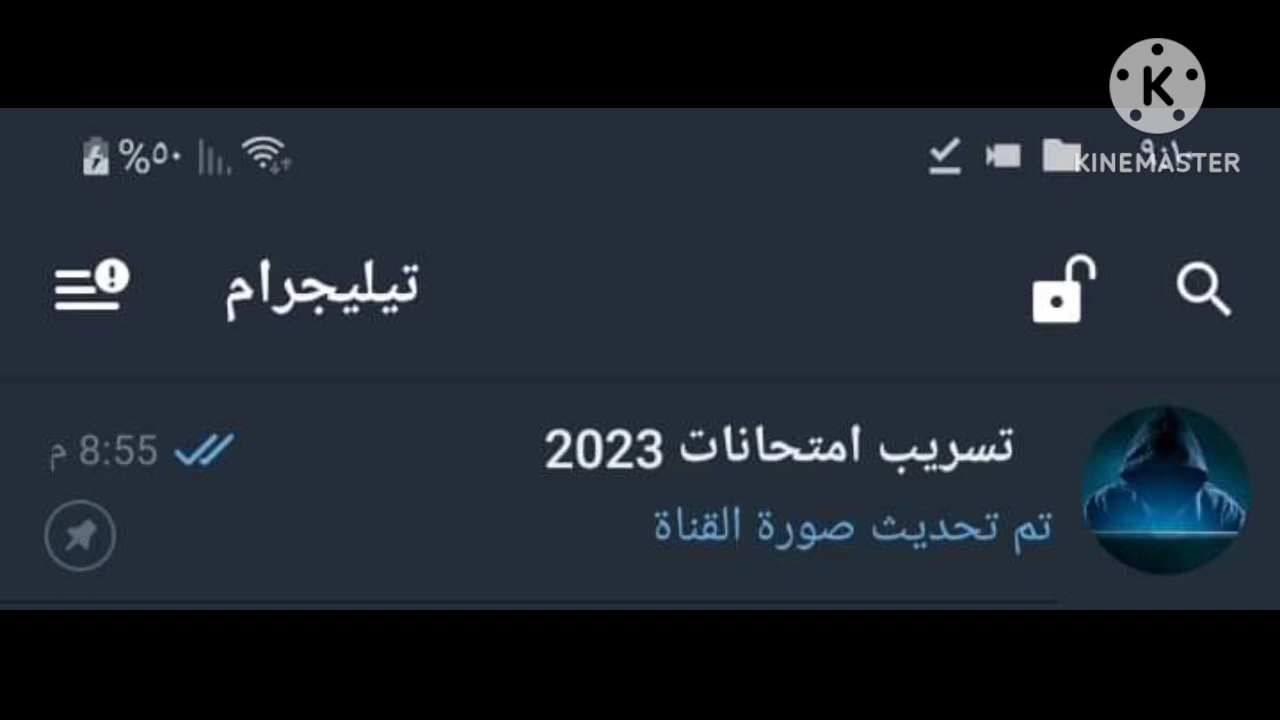 K
KINEMASTER
%٥٠
تيليجرام
تسريب امتحانات 2023
8:55 م
تم تحديث صورة القناة